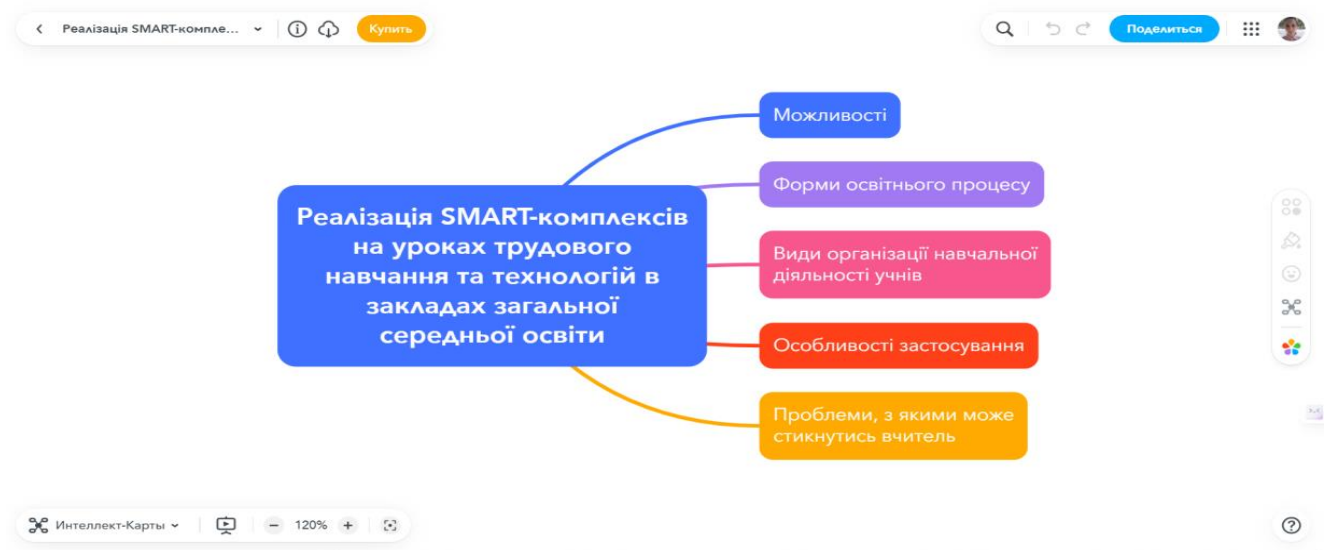 Реалізація SMART-компле...
Купить
Поделиться
Можливості
Форми освітнього процесу
Реалізація SMART-комплексів
на уроках трудового
навчання та технологій в
закладах загальної
середньої освіти
Види організації навчальної
діяльності учнів
Особливості застосування
Проблеми, з якими може
стикнутись вчитель
Интеллект-Карты
120%